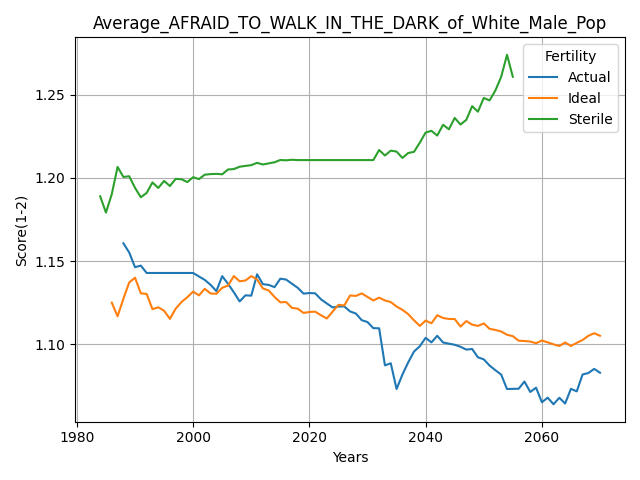 Average_AFRAID_TO_WALK_IN_THE_DARK_of_White_Male_Pop
Fertility
Actual
Ideal
Sterile
1.25
1.20
1.15
1.10
Score(1-2)
1980
2000
2020
2040
2060
Years